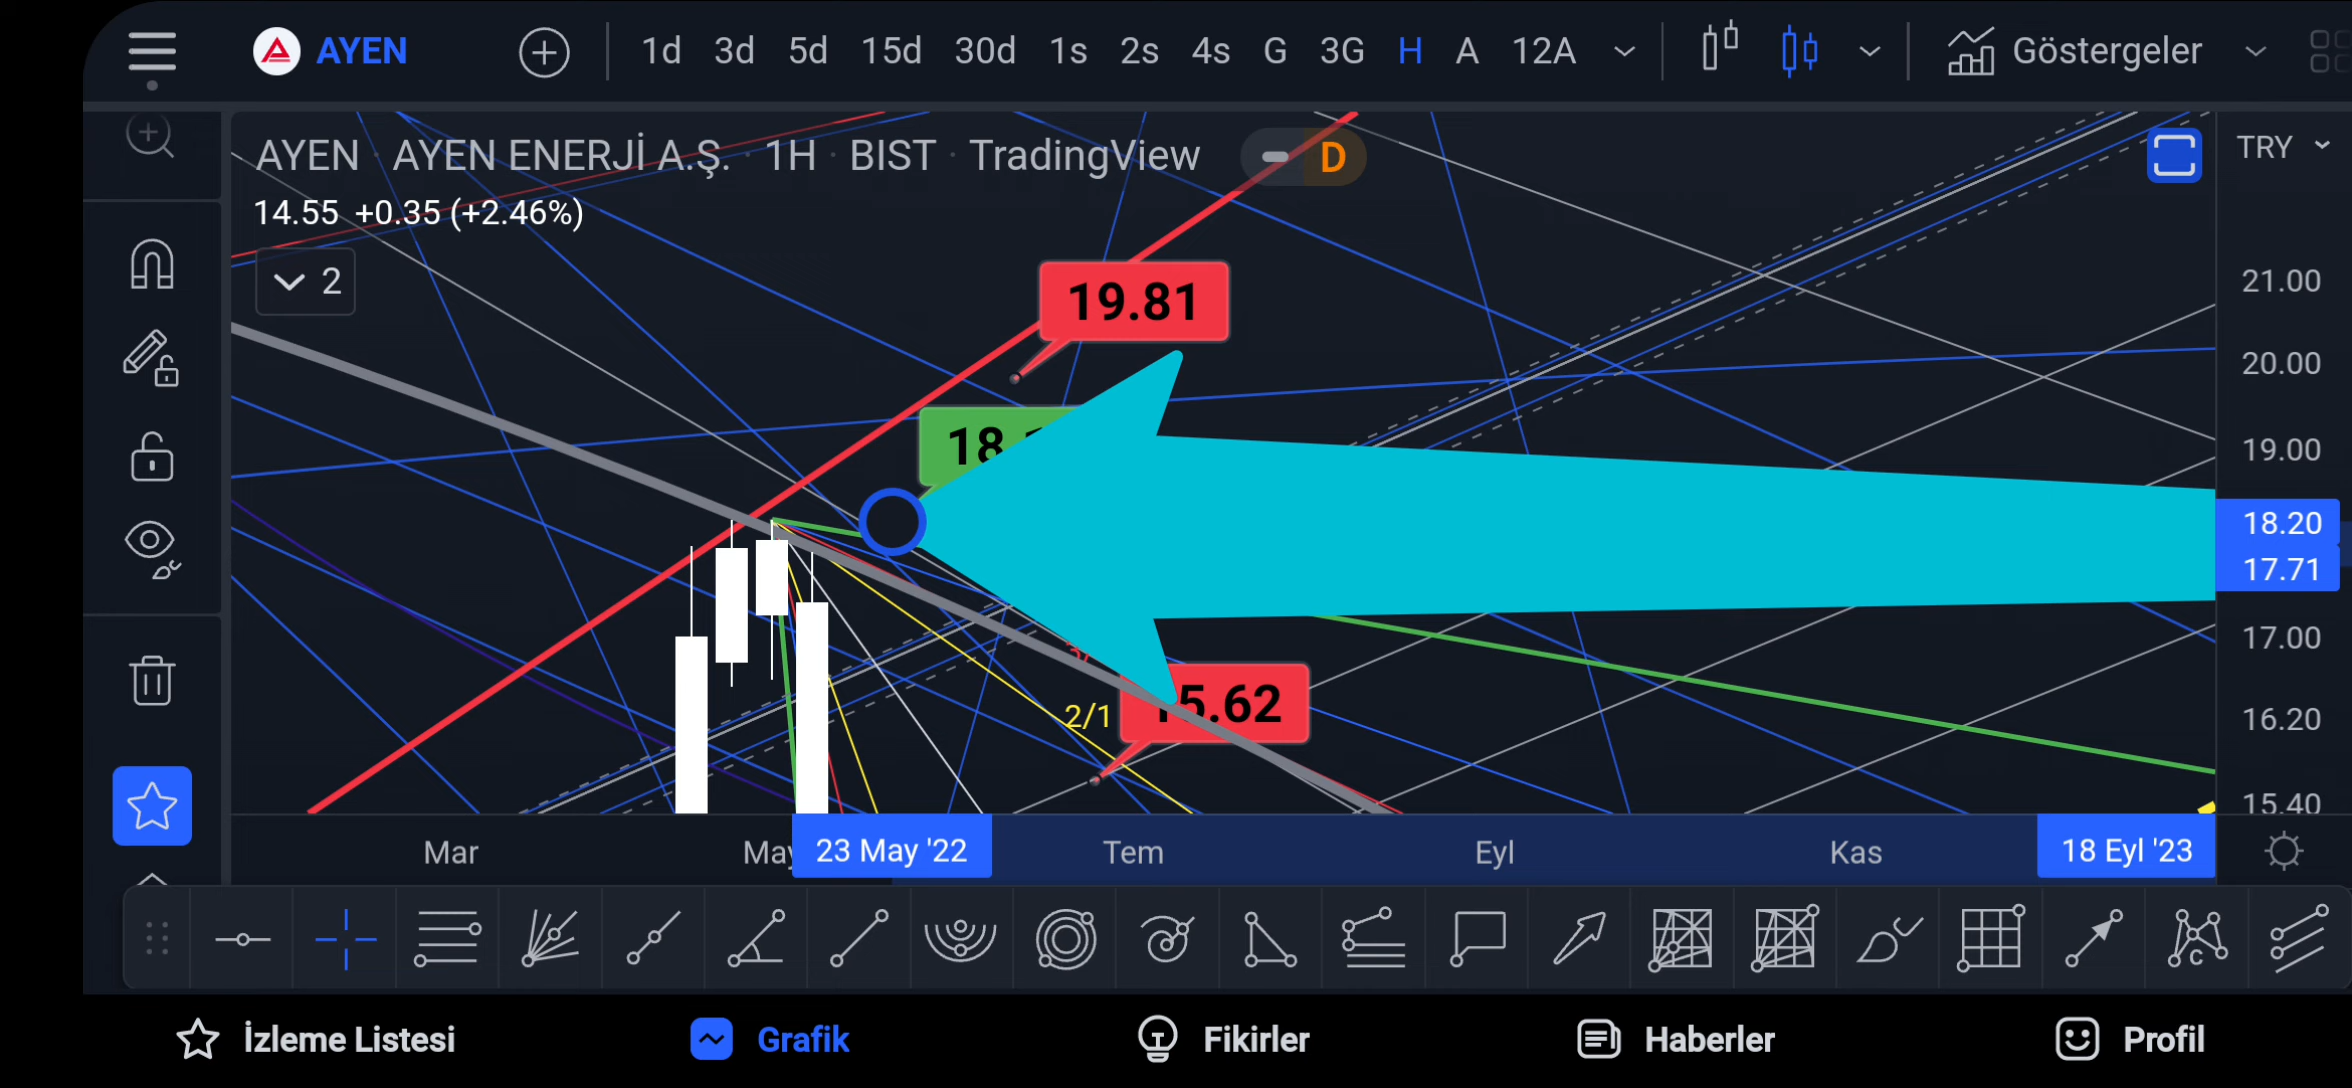 AYEN 1d 3d 5d 15d 30d 1s 2s 4s G 3G H A 12A Göstergeler
AYEN · AYEN ENERJİ A.Ş. · 1H · BIST · TradingView D TRY
14.55 +0.35 (+2.46%)
2
21.00
19.81
20.00
18.
19.00
18.20
17.71
17.00
2/1
5.62
16.20
15.40
Mar May 23 May '22 Tem Eyl Kas 18 Eyl '23
C
İzleme Listesi Grafik Fikirler Haberler Profil